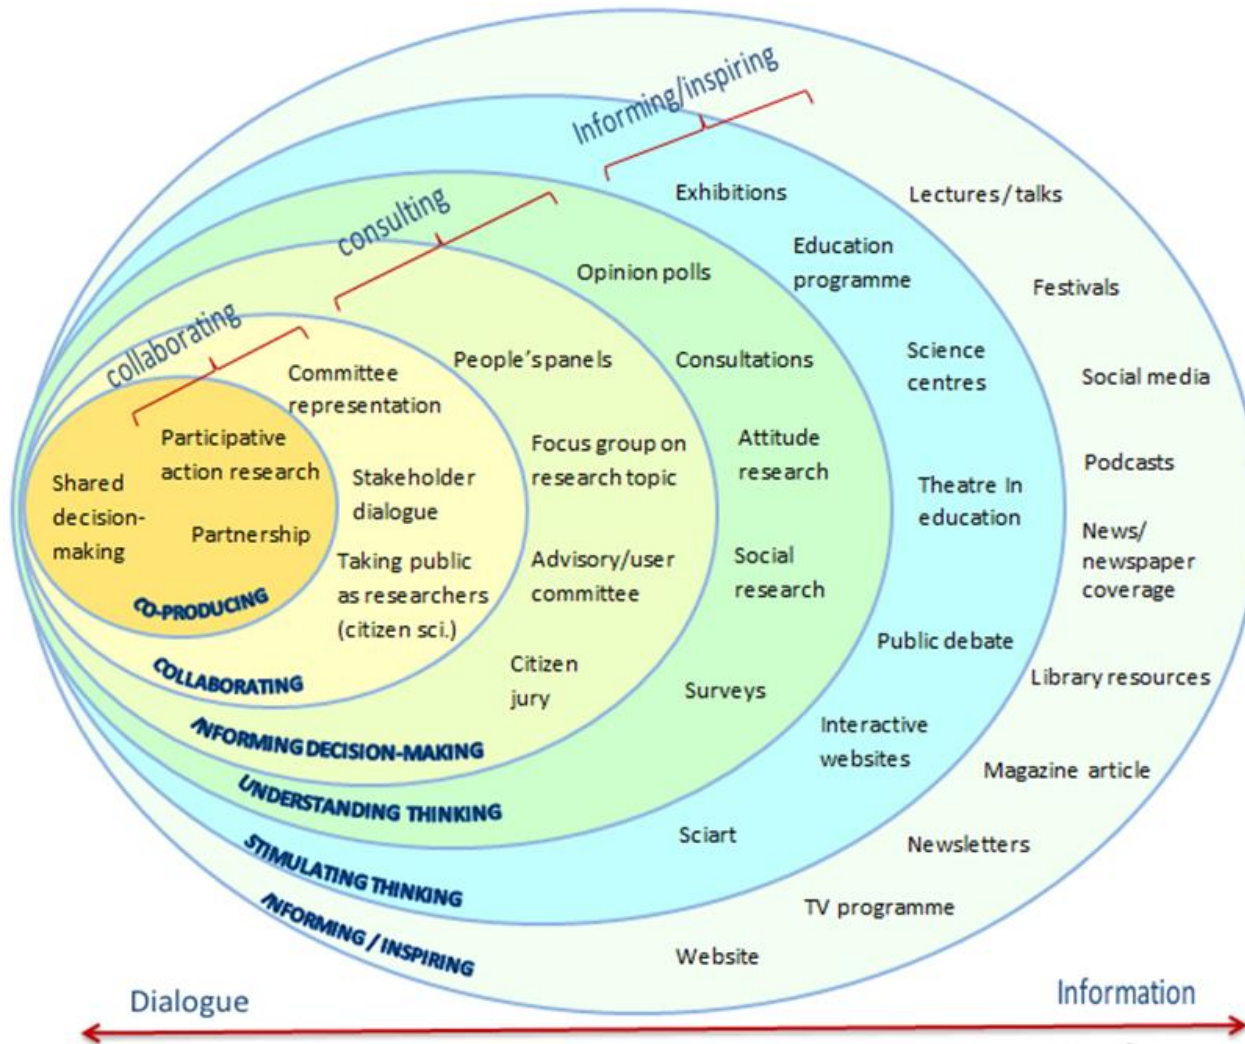 Informing/inspiring
consulting
collaborating
Shared
decision-
making
Participative
action research
Partnership
CO-PRODUCING
Committee
representation
Stakeholder
dialogue
Taking public
as researchers
(citizen sci.)
COLLABORATING
People's panels
Focus group on
research topic
Advisory/user
committee
Citizen
jury
INFORMING DECISION-MAKING
Opinion polls
Consultations
Attitude
research
Social
research
Surveys
UNDERSTANDING THINKING
Exhibitions
Education
programme
Science
centres
Theatre In
education
Public debate
Interactive
websites
Sciart
STIMULATING THINKING
Lectures / talks
Festivals
Social media
Podcasts
News/
newspaper
coverage
Library resources
Magazine article
Newsletters
TV programme
Website
INFORMING / INSPIRING
Dialogue
Information